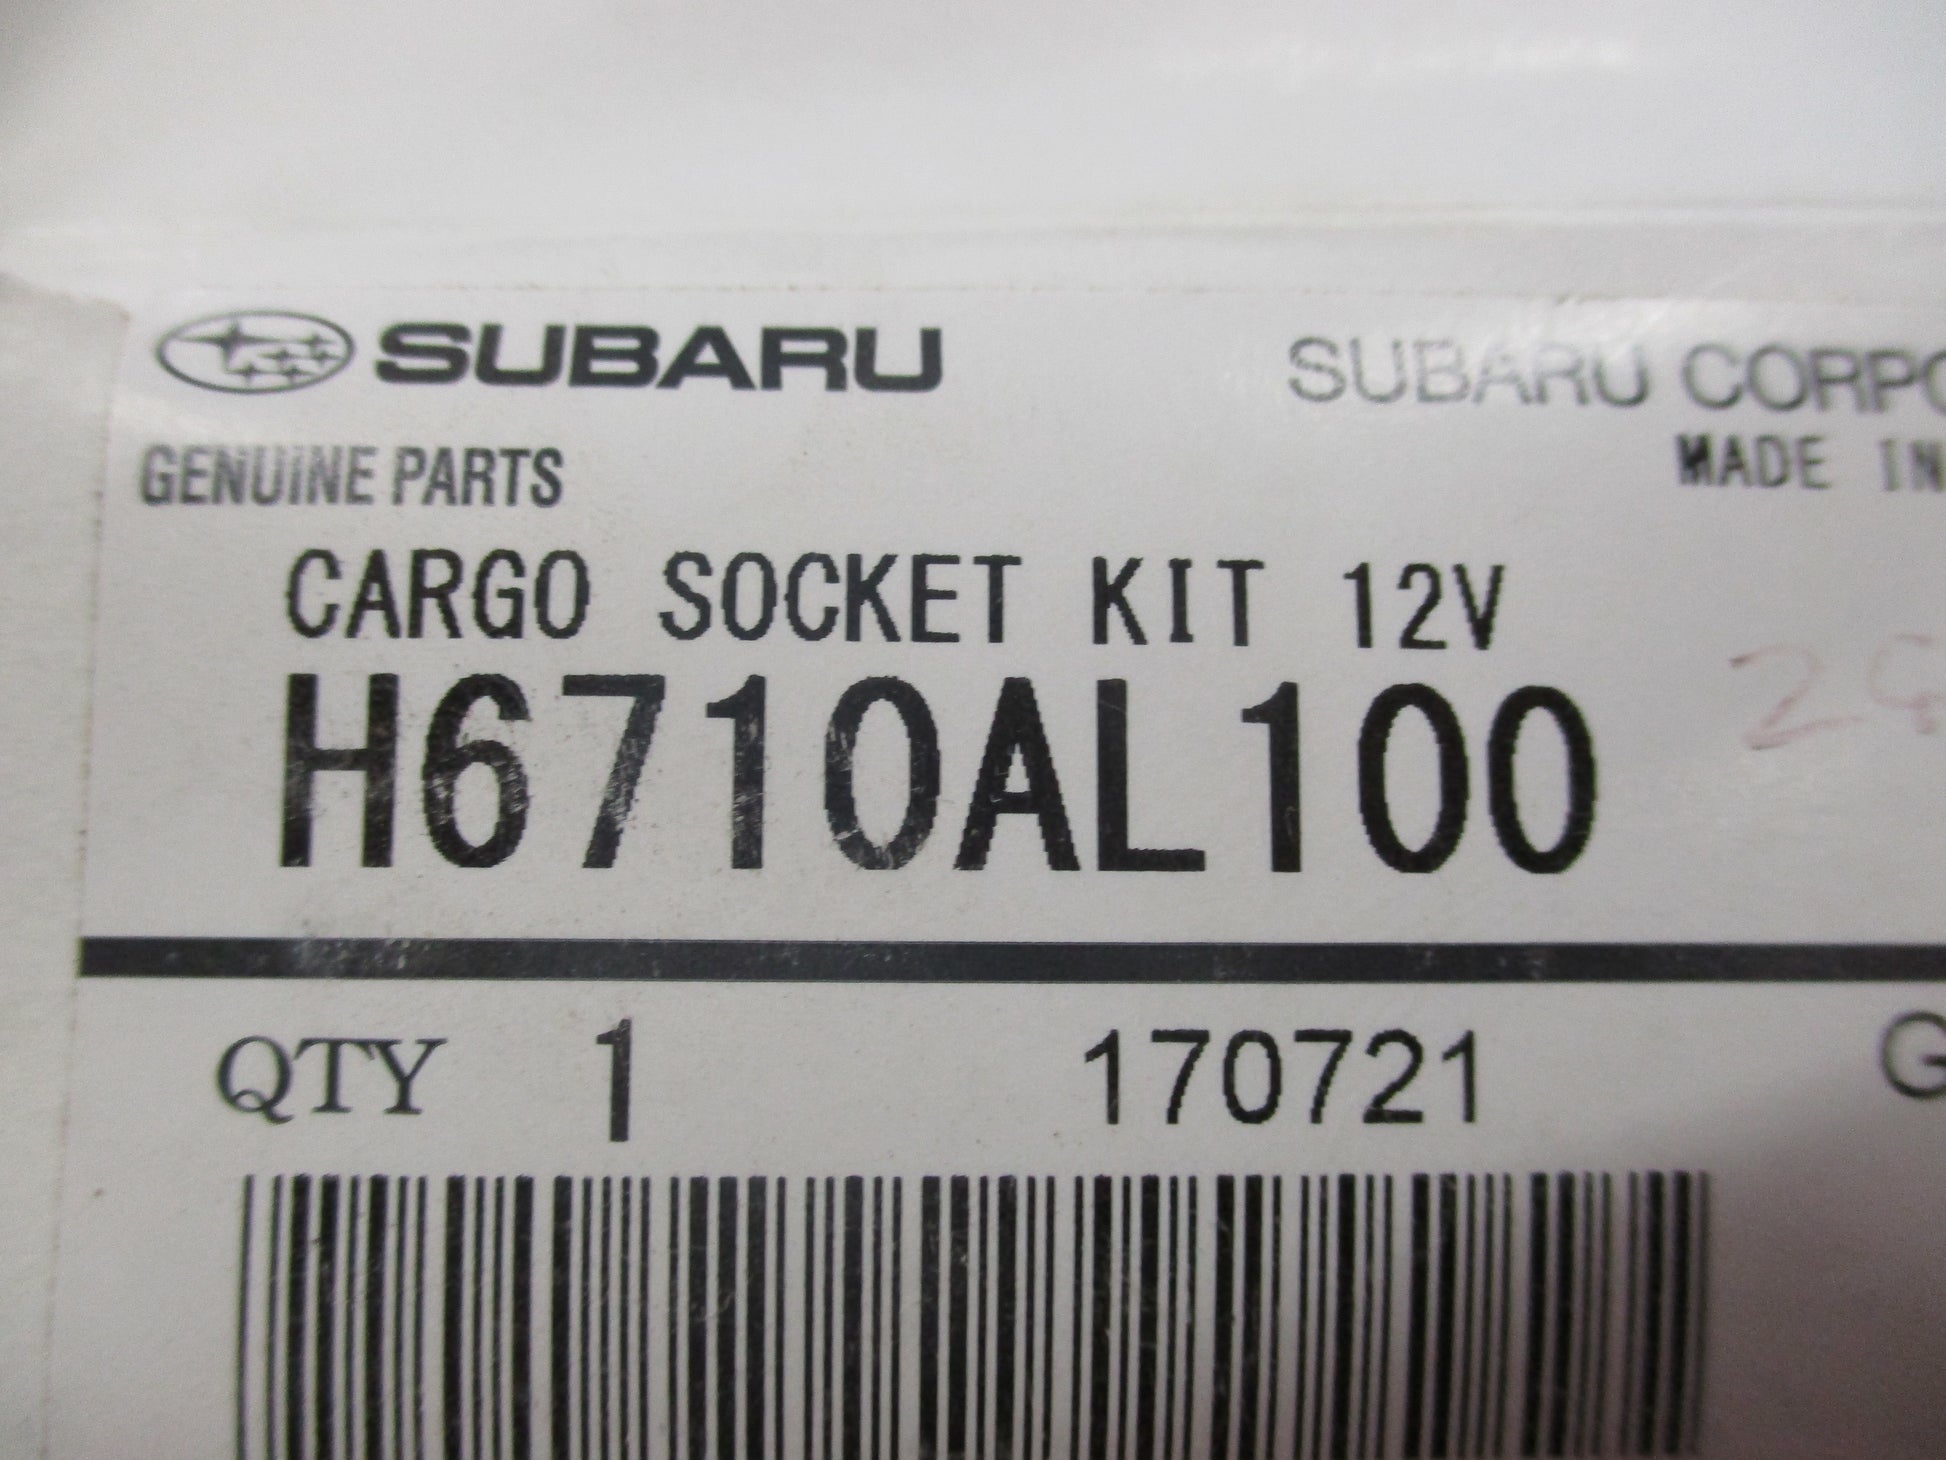 SUBARU SUBARU CORPO
GENUINE PARTS MADE IN
CARGO SOCKET KIT 12V
H6710AL100
QTY 1 170721 G